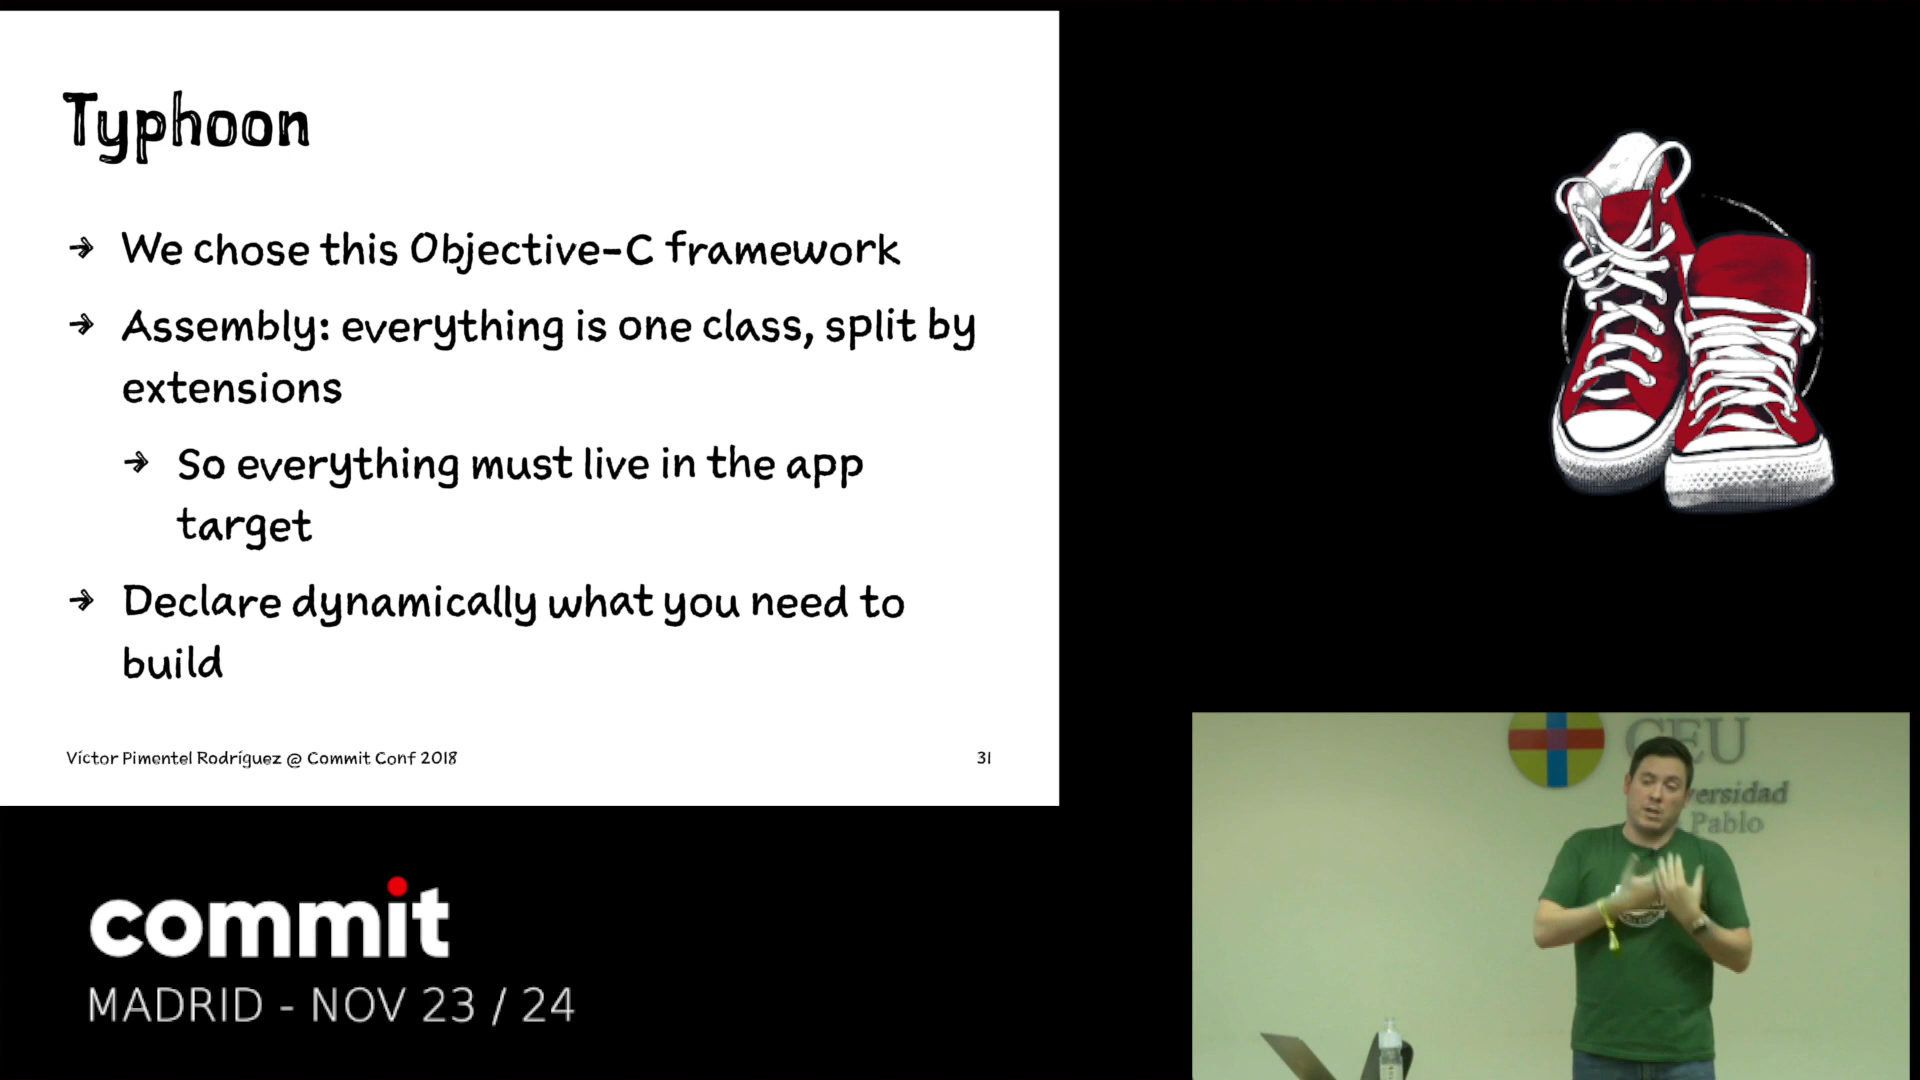 Typhoon
→ We chose this Objective-C framework
→ Assembly: everything is one class, split by
extensions
→ So everything must live in the app
target
→ Declare dynamically what you need to
build
Víctor Pimentel Rodríguez @ Commit Conf 2018
31
commit
MADRID - NOV 23 / 24
CEU
versidad
Pablo